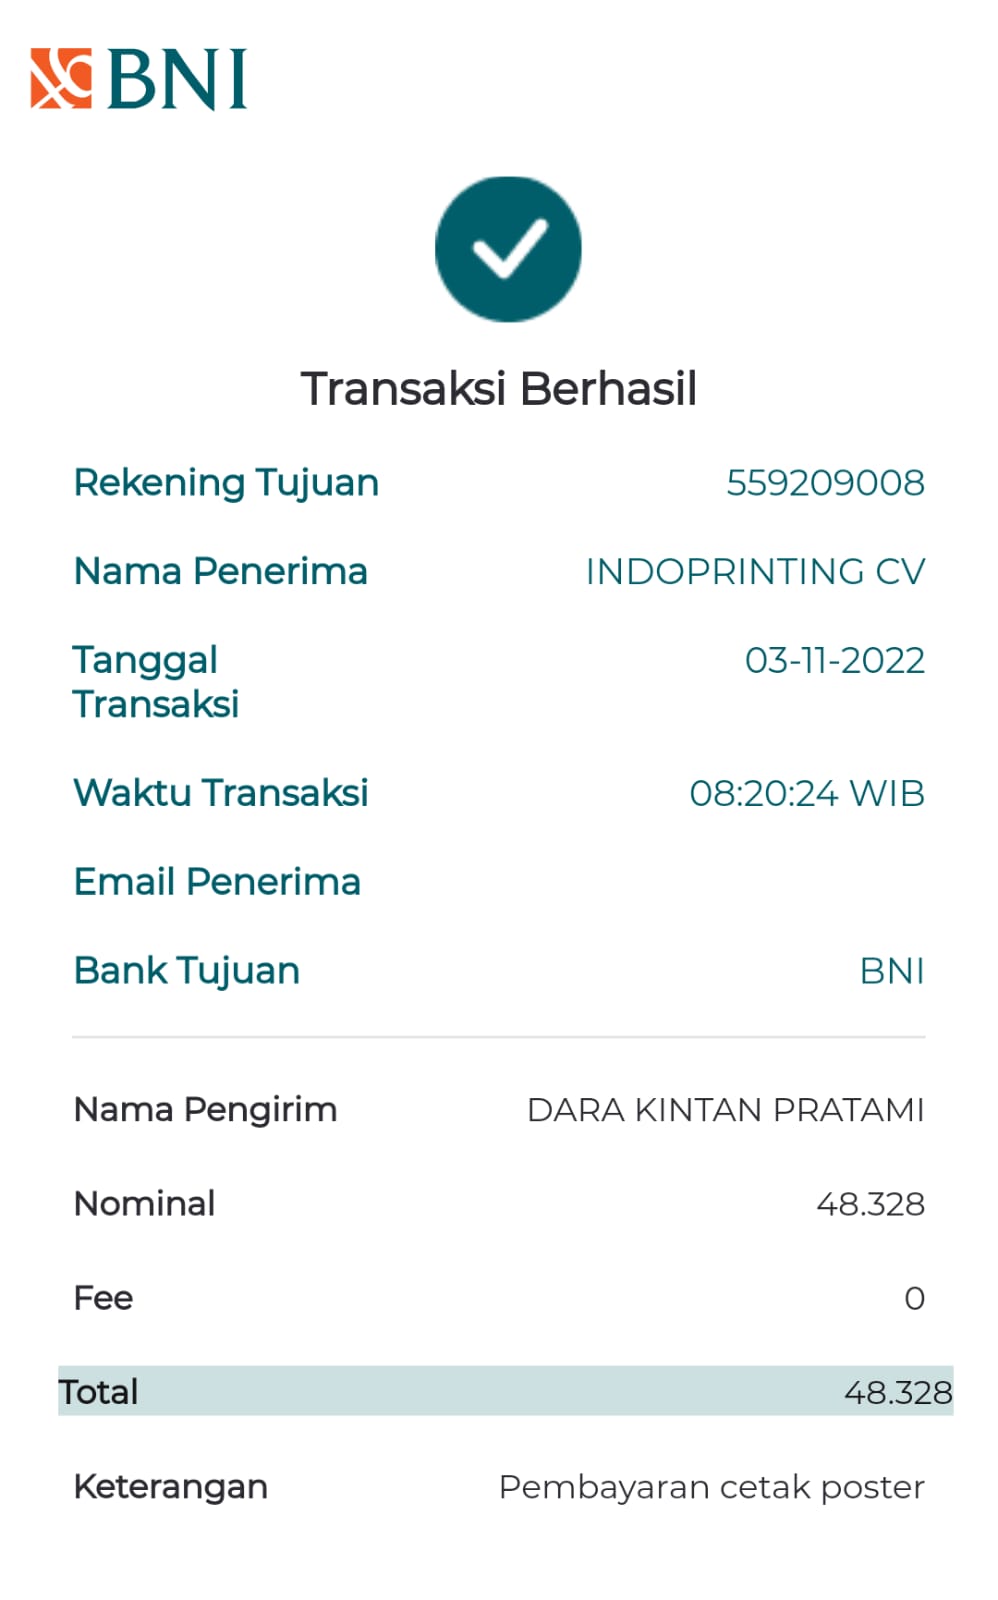 BNI
Transaksi Berhasil
Rekening Tujuan 559209008
Nama Penerima INDOPRINTING CV
Tanggal 03-11-2022
Transaksi
Waktu Transaksi 08:20:24 WIB
Email Penerima
Bank Tujuan BNI
Nama Pengirim DARA KINTAN PRATAMI
Nominal 48.328
Fee 0
Total 48.328
Keterangan Pembayaran cetak poster